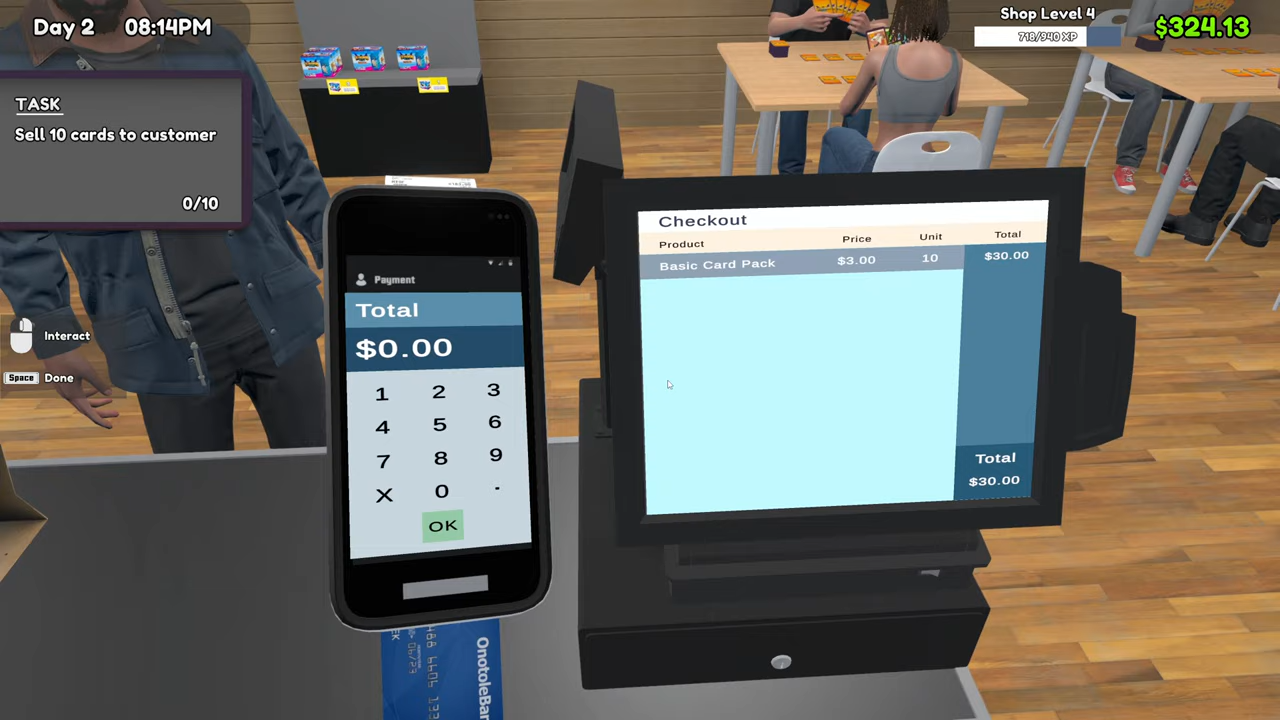 Day 2 08:14PM
Shop Level 4
718/940 XP
$324.13
TASK
Sell 10 cards to customer
0/10
Interact
Space Done
Payment
Total
$0.00
1 2 3
4 5 6
7 8 9
X 0 .
OK
Checkout
Product Price Unit Total
Basic Card Pack $3.00 10 $30.00
Total
$30.00
06/23